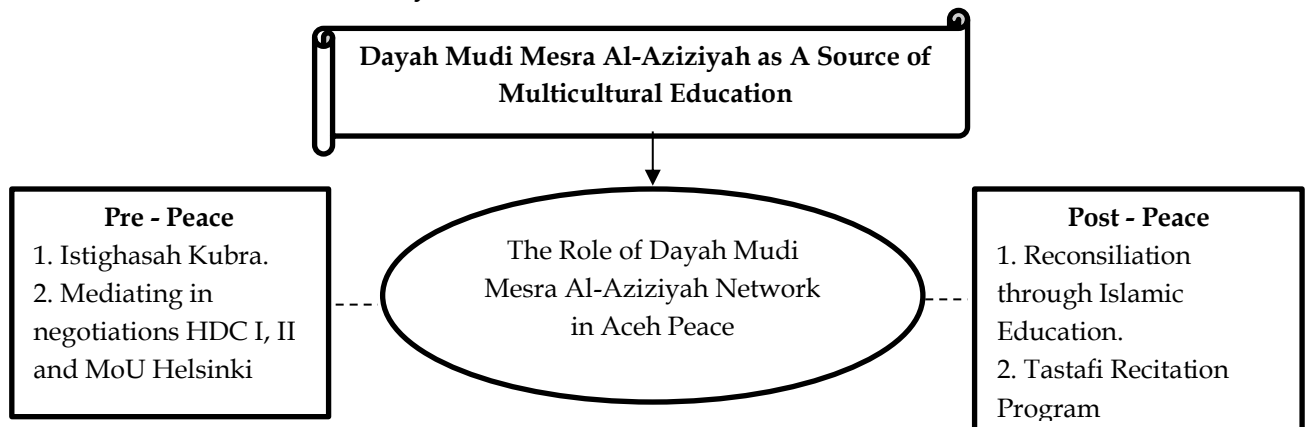 Dayah Mudi Mesra Al-Aziziyah as A Source of
Multicultural Education
Pre - Peace
1. Istighasah Kubra.
2. Mediating in
negotiations HDC I, II
and MoU Helsinki
The Role of Dayah Mudi
Mesra Al-Aziziyah Network
in Aceh Peace
Post - Peace
1. Reconsiliation
through Islamic
Education.
2. Tastafi Recitation
Program